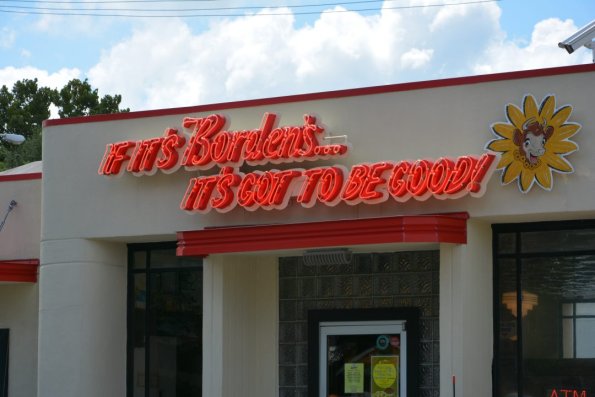 IF IT'S Borden's...
IT'S GOT TO BE GOOD!
ATM